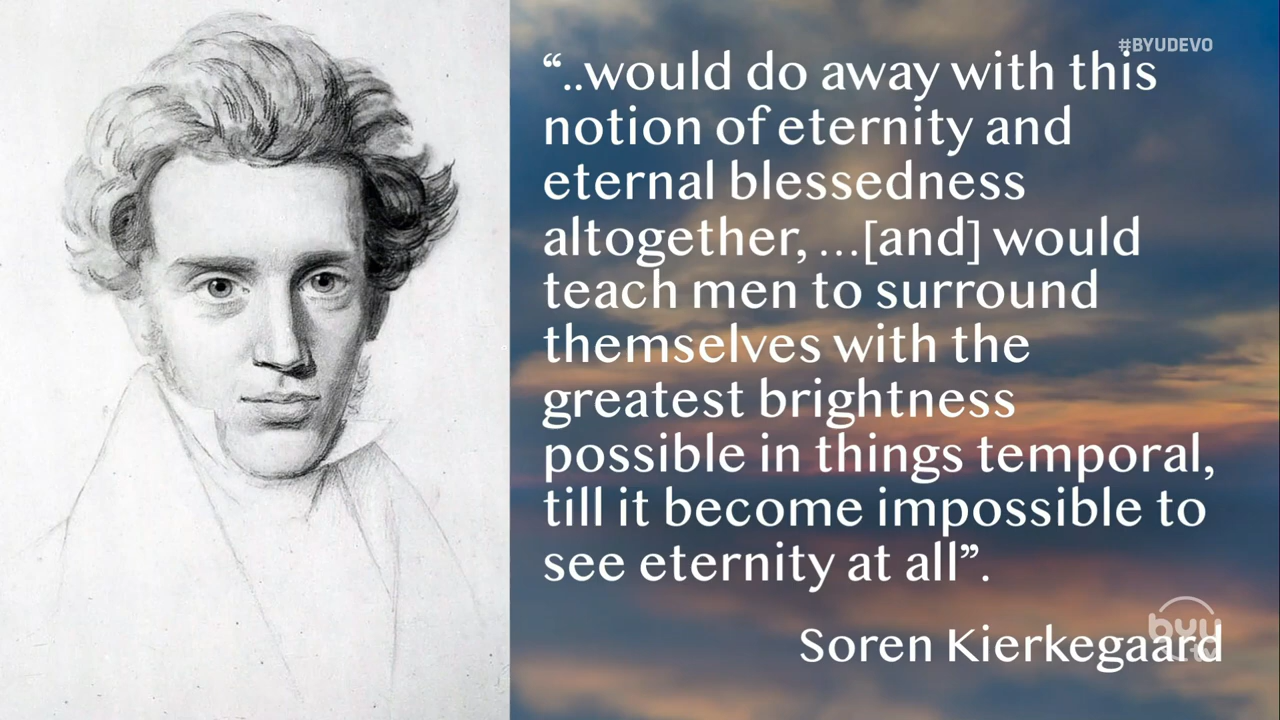 #BYUDEVO
“..would do away with this
notion of eternity and
eternal blessedness
altogether, ...[and] would
teach men to surround
themselves with the
greatest brightness
possible in things temporal,
till it become impossible to
see eternity at all”.
Soren Kierkegaard
byu
tv